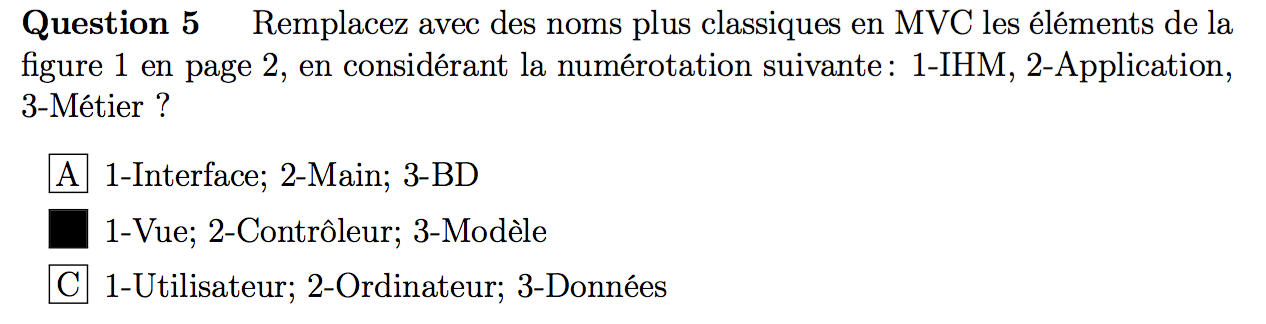 Question 5 Remplacez avec des noms plus classiques en MVC les éléments de la
figure 1 en page 2, en considérant la numérotation suivante : 1-IHM, 2-Application,
3-Métier ?
A 1-Interface; 2-Main; 3-BD
1-Vue; 2-Contrôleur; 3-Modèle
C 1-Utilisateur; 2-Ordinateur; 3-Données